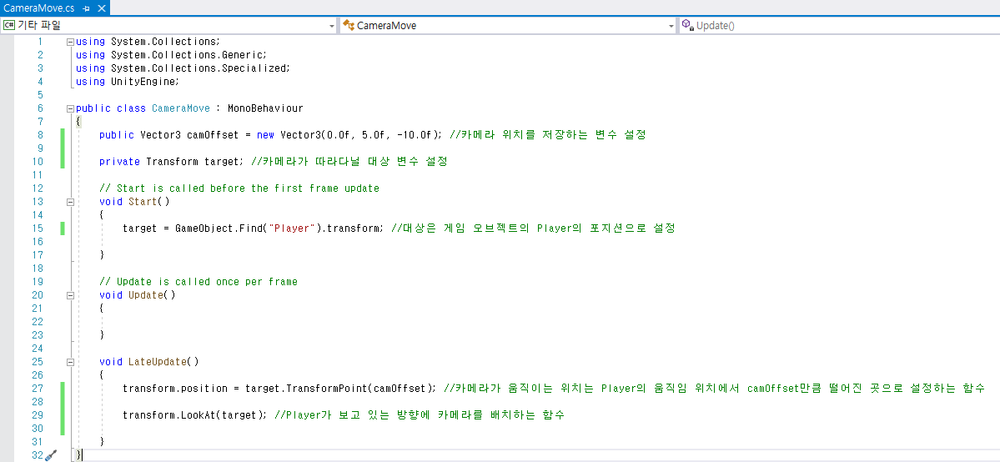 CameraMove.cs
C# 기타 파일
CameraMove
Update()
1 using System.Collections;
2 using System.Collections.Generic;
3 using System.Collections.Specialized;
4 using UnityEngine;
5
6 public class CameraMove : MonoBehaviour
7 {
8 public Vector3 camOffset = new Vector3(0.0f, 5.0f, -10.0f); //카메라 위치를 저장하는 변수 설정
9
10 private Transform target; //카메라가 따라다닐 대상 변수 설정
11
12 // Start is called before the first frame update
13 void Start()
14 {
15 target = GameObject.Find("Player").transform; //대상은 게임 오브젝트의 Player의 포지션으로 설정
16
17 }
18
19 // Update is called once per frame
20 void Update()
21 {
22
23 }
24
25 void LateUpdate()
26 {
27 transform.position = target.TransformPoint(camOffset); //카메라가 움직이는 위치는 Player의 움직임 위치에서 camOffset만큼 떨어진 곳으로 설정하는 함수
28
29 transform.LookAt(target); //Player가 보고 있는 방향에 카메라를 배치하는 함수
30
31 }
32 }